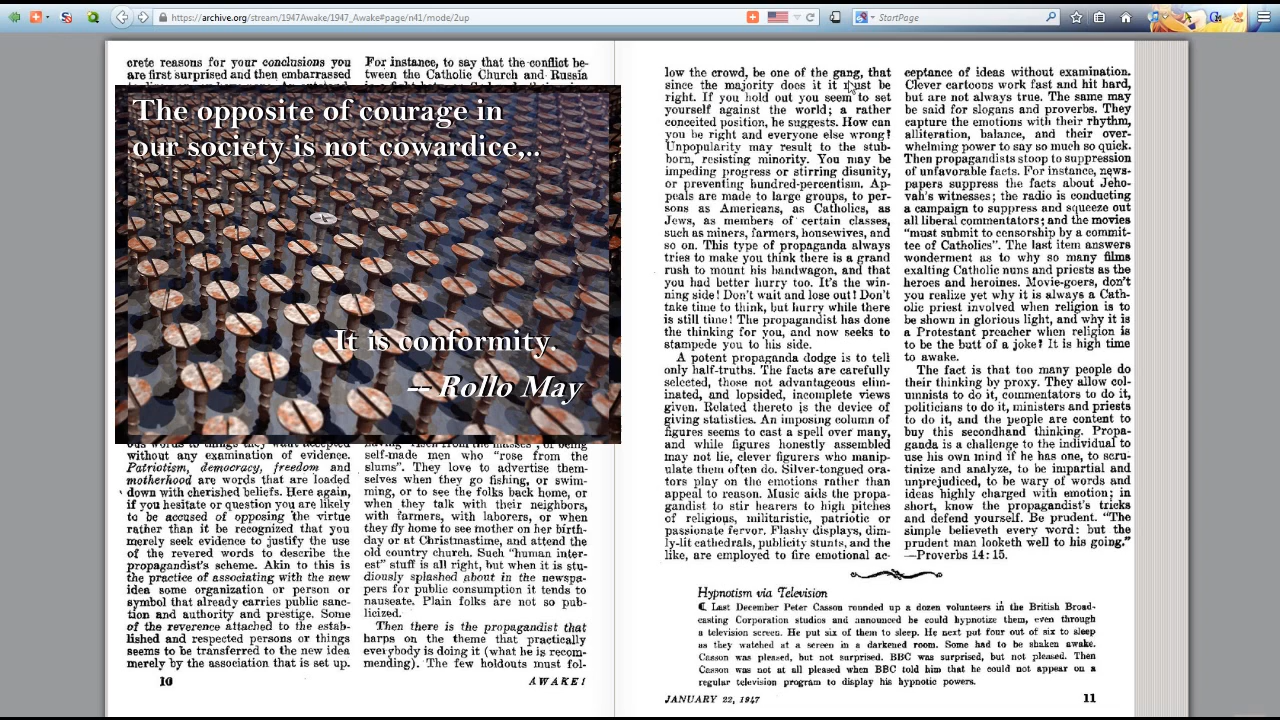 https://archive.org/stream/1947Awake/1947_Awake#page/n41/mode/2up
StartPage
crete reasons for your conclusions you
are first surprised and then embarrassed
For instance, to say that the conflict be-
tween the Catholic Church and Russia
The opposite of courage in
our society is not cowardice,..
It is conformity.
— Rollo May
without any examination of evidence.
Patriotism, democracy, freedom and
motherhood are words that are loaded
down with cherished beliefs. Here again,
if you hesitate or question you are likely
to be accused of opposing the virtue
rather than it be recognized that you
merely seek evidence to justify the use
of the revered words to describe the
propagandist's scheme. Akin to this is
the practice of associating with the new
idea some organization or person or
symbol that already carries public sanc-
tion and authority and prestige. Some
of the reverence attached to the estab-
lished and respected persons or things
seems to be transferred to the new idea
merely by the association that is set up.
10
self-made men who "rose from the
slums". They love to advertise them-
selves when they go fishing, or swim-
ming, or to see the folks back home, or
when they talk with their neighbors,
with farmers, with laborers, or when
they fly home to see mother on her birth-
day or at Christmastime, and attend the
old country church. Such "human inter-
est" stuff is all right, but when it is stu-
diously splashed about in the newspa-
pers for public consumption it tends to
nauseate. Plain folks are not so pub-
licized.
Then there is the propagandist that
harps on the theme that practically
everybody is doing it (what he is recom-
mending). The few holdouts must fol-
AWAKE!
low the crowd, be one of the gang, that
since the majority does it it must be
right. If you hold out you seem to set
yourself against the world; a rather
conceited position, he suggests. How can
you be right and everyone else wrong?
Unpopularity may result to the stub-
born, resisting minority. You may be
impeding progress or stirring disunity,
or preventing hundred-percentism. Ap-
peals are made to large groups, to per-
sons as Americans, as Catholics, as
Jews, as members of certain classes,
such as miners, farmers, housewives, and
so on. This type of propaganda always
tries to make you think there is a grand
rush to mount his bandwagon, and that
you had better hurry too. It's the win-
ning side! Don't wait and lose out! Don't
take time to think, but hurry while there
is still time! The propagandist has done
the thinking for you, and now seeks to
stampede you to his side.
A potent propaganda dodge is to tell
only half-truths. The facts are carefully
selected, those not advantageous elim-
inated, and lopsided, incomplete views
given. Related thereto is the device of
giving statistics. An imposing column of
figures seems to cast a spell over many,
and while figures honestly assembled
may not lie, clever figurers who manip-
ulate them often do. Silver-tongued ora-
tors play on the emotions rather than
appeal to reason. Music aids the propa-
gandist to stir hearers to high pitches
of religious, militaristic, patriotic or
passionate fervor. Flashy displays, dim-
ly-lit cathedrals, publicity stunts, and the
like, are employed to fire emotional ac-
ceptance of ideas without examination.
Clever cartoons work fast and hit hard,
but are not always true. The same may
be said for slogans and proverbs. They
capture the emotions with their rhythm,
alliteration, balance, and their over-
whelming power to say so much so quick.
Then propagandists stoop to suppression
of unfavorable facts. For instance, news-
papers suppress the facts about Jeho-
vah's witnesses; the radio is conducting
a campaign to suppress and squeeze out
all liberal commentators; and the movies
"must submit to censorship by a commit-
tee of Catholics". The last item answers
wonderment as to why so many films
exalting Catholic nuns and priests as the
heroes and heroines. Movie-goers, don't
you realize yet why it is always a Cath-
olic priest involved when religion is to
be shown in glorious light, and why it is
a Protestant preacher when religion is
to be the butt of a joke? It is high time
to awake.
The fact is that too many people do
their thinking by proxy. They allow col-
umnists to do it, commentators to do it,
politicians to do it, ministers and priests
to do it, and the people are content to
buy this secondhand thinking. Propa-
ganda is a challenge to the individual to
use his own mind if he has one, to scru-
tinize and analyze, to be impartial and
unprejudiced, to be wary of words and
ideas highly charged with emotion; in
short, know the propagandist's tricks
and defend yourself. Be prudent. "The
simple believeth every word: but the
prudent man looketh well to his going."
—Proverbs 14:15.
Hypnotism via Television
¶ Last December Peter Casson rounded up a dozen volunteers in the British Broad-
casting Corporation studios and announced he could hypnotize them, even through
a television screen. He put six of them to sleep. He next put four out of six to sleep
as they watched at a screen in a darkened room. Some had to be shaken awake.
Casson was pleased, but not surprised. BBC was surprised, but not pleased. Then
Casson was not at all pleased when BBC told him that he could not appear on a
regular television program to display his hypnotic powers.
JANUARY 22, 1947
11